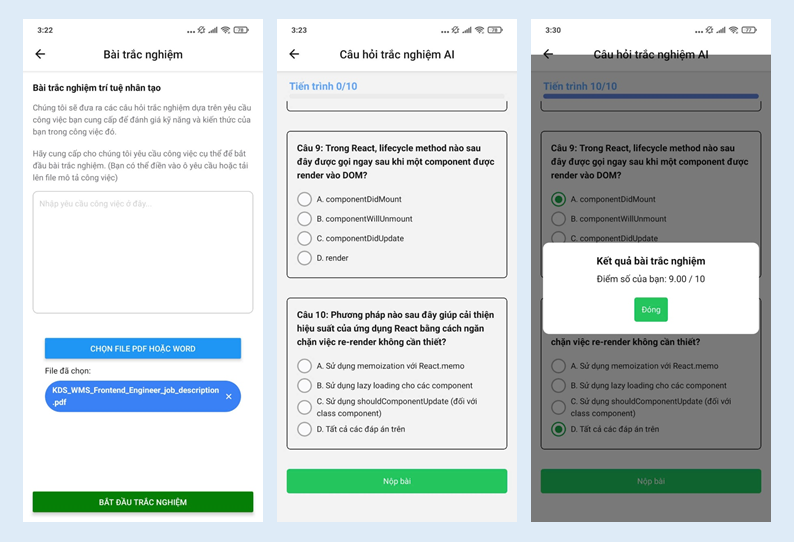 3:22
78
Bài trắc nghiệm
Bài trắc nghiệm trí tuệ nhân tạo
Chúng tôi sẽ đưa ra các câu hỏi trắc nghiệm dựa trên yêu cầu
công việc bạn cung cấp để đánh giá kỹ năng và kiến thức của
bạn trong công việc đó.
Hãy cung cấp cho chúng tôi yêu cầu công việc cụ thể để bắt
đầu bài trắc nghiệm. (Bạn có thể điền vào ô yêu cầu hoặc tải
lên file mô tả công việc)
Nhập yêu cầu công việc ở đây...
CHỌN FILE PDF HOẶC WORD
File đã chọn:
KDS_WMS_Frontend_Engineer_job_description
.pdf
BẮT ĐẦU TRẮC NGHIỆM
3:23
78
Câu hỏi trắc nghiệm AI
Tiến trình 0/10
Câu 9: Trong React, lifecycle method nào sau
đây được gọi ngay sau khi một component được
render vào DOM?
A. componentDidMount
B. componentWillUnmount
C. componentDidUpdate
D. render
Câu 10: Phương pháp nào sau đây giúp cải thiện
hiệu suất của ứng dụng React bằng cách ngăn
chặn việc re-render không cần thiết?
A. Sử dụng memoization với React.memo
B. Sử dụng lazy loading cho các component
C. Sử dụng shouldComponentUpdate (đối với
class component)
D. Tất cả các đáp án trên
Nộp bài
3:30
77
Câu hỏi trắc nghiệm AI
Tiến trình 10/10
Câu 9: Trong React, lifecycle method nào sau
đây được gọi ngay sau khi một component được
render vào DOM?
A. componentDidMount
B. componentWillUnmount
C. componentDidUpdate
Kết quả bài trắc nghiệm
Điểm số của bạn: 9.00 / 10
Đóng
chặn việc re-render không cần thiết?
A. Sử dụng memoization với React.memo
B. Sử dụng lazy loading cho các component
C. Sử dụng shouldComponentUpdate (đối với
class component)
D. Tất cả các đáp án trên
Nộp bài